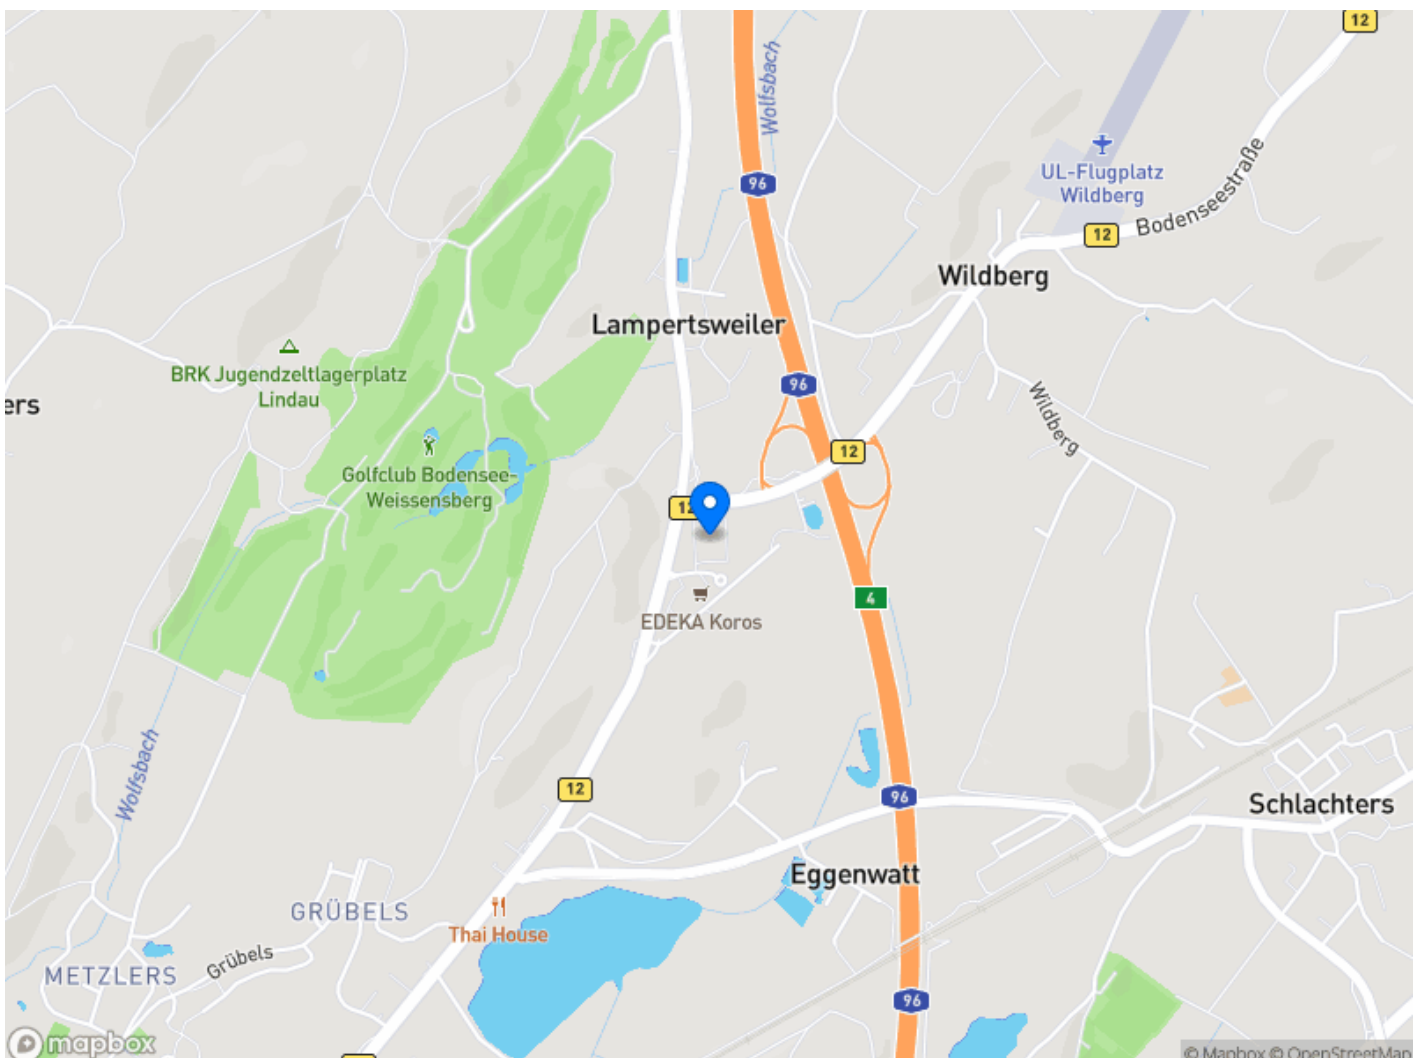 12
Wolfsbach
96
UL-Flugplatz
Wildberg
Bodenseestraße
12
Wildberg
Lampertsweiler
BRK Jugendzeltlagerplatz
Lindau
96
ers
Wildberg
12
Golfclub Bodensee-
Weissensberg
12
4
EDEKA Koros
Wolfsbach
12
96
Schlachters
Eggenwatt
GRÜBELS
Thai House
Grübels
METZLERS
96
mapbox
© Mapbox © OpenStreetMap